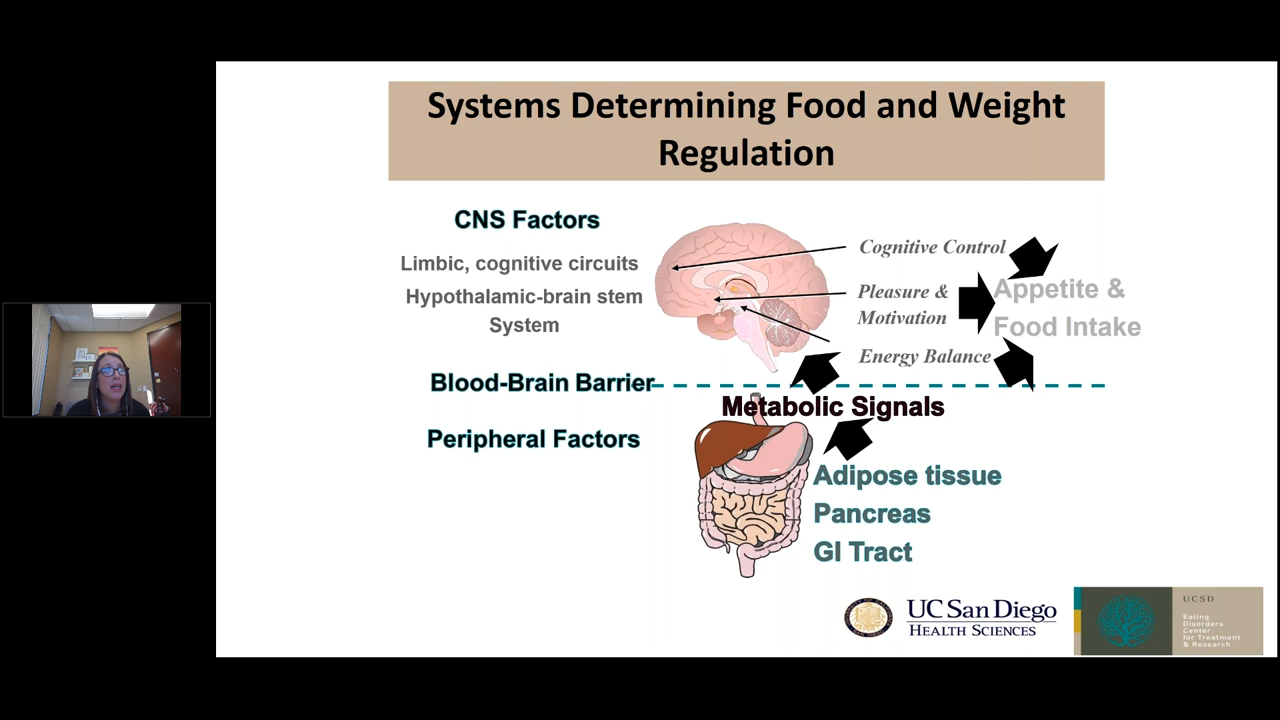 Systems Determining Food and Weight
Regulation
CNS Factors
Limbic, cognitive circuits
Hypothalamic-brain stem
System
Cognitive Control
Pleasure &
Motivation
Energy Balance
Appetite &
Food Intake
Blood-Brain Barrier
Metabolic Signals
Peripheral Factors
Adipose tissue
Pancreas
GI Tract
UC San Diego
HEALTH SCIENCES
UCSD
Eating
Disorders
Center
for Treatment
& Research